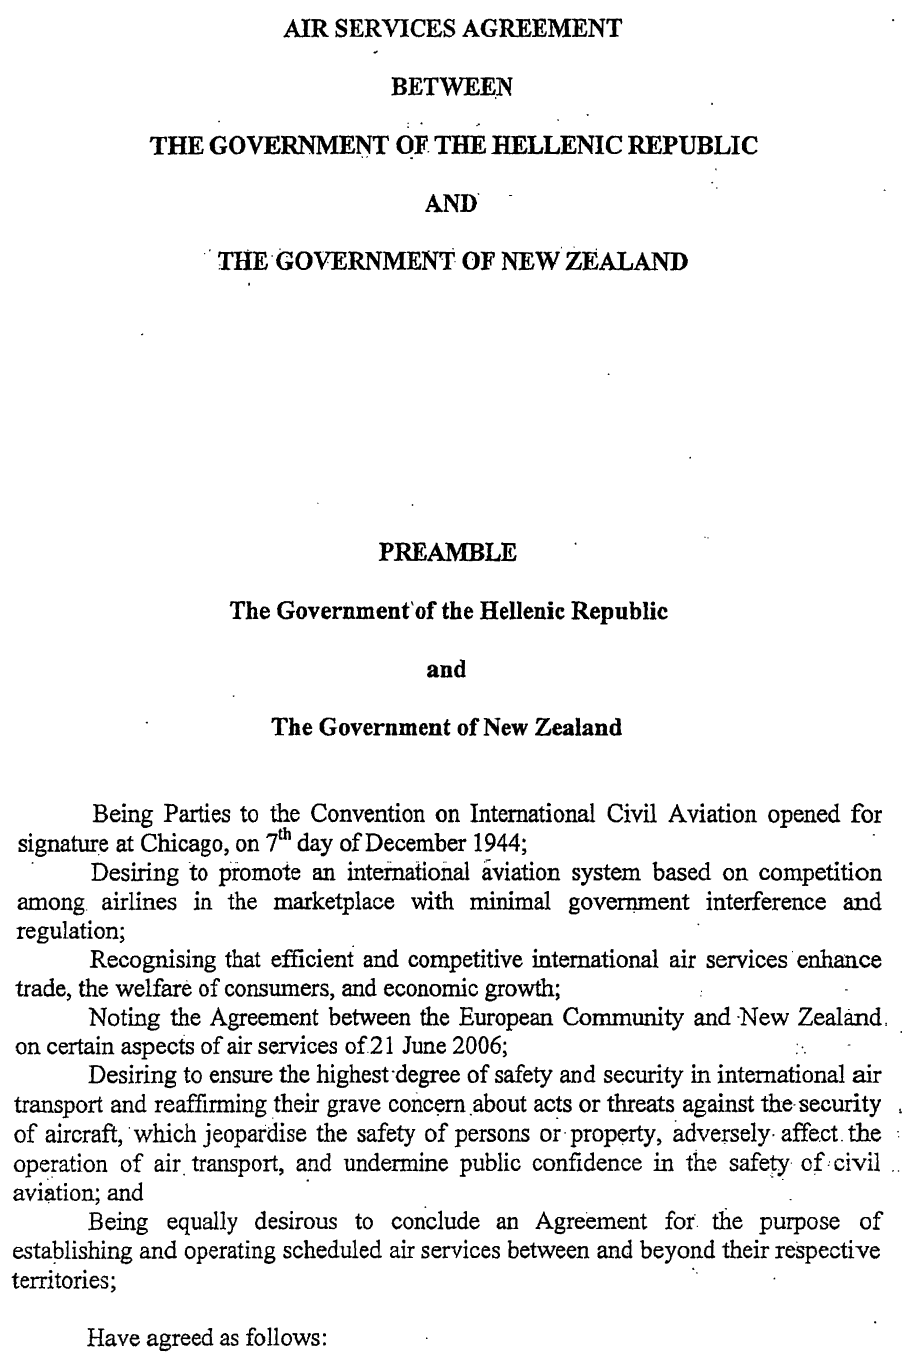 AIR SERVICES AGREEMENT
BETWEEN
THE GOVERNMENT OF THE HELLENIC REPUBLIC
AND
THE GOVERNMENT OF NEW ZEALAND
PREAMBLE
The Government of the Hellenic Republic
and
The Government of New Zealand
Being Parties to the Convention on International Civil Aviation opened for
signature at Chicago, on 7th day of December 1944;
Desiring to promote an international aviation system based on competition
among airlines in the marketplace with minimal government interference and
regulation;
Recognising that efficient and competitive international air services enhance
trade, the welfare of consumers, and economic growth;
Noting the Agreement between the European Community and New Zealand
on certain aspects of air services of 21 June 2006;
Desiring to ensure the highest degree of safety and security in international air
transport and reaffirming their grave concern about acts or threats against the security
of aircraft, which jeopardise the safety of persons or property, adversely affect the
operation of air transport, and undermine public confidence in the safety of civil
aviation; and
Being equally desirous to conclude an Agreement for the purpose of
establishing and operating scheduled air services between and beyond their respective
territories;
Have agreed as follows: